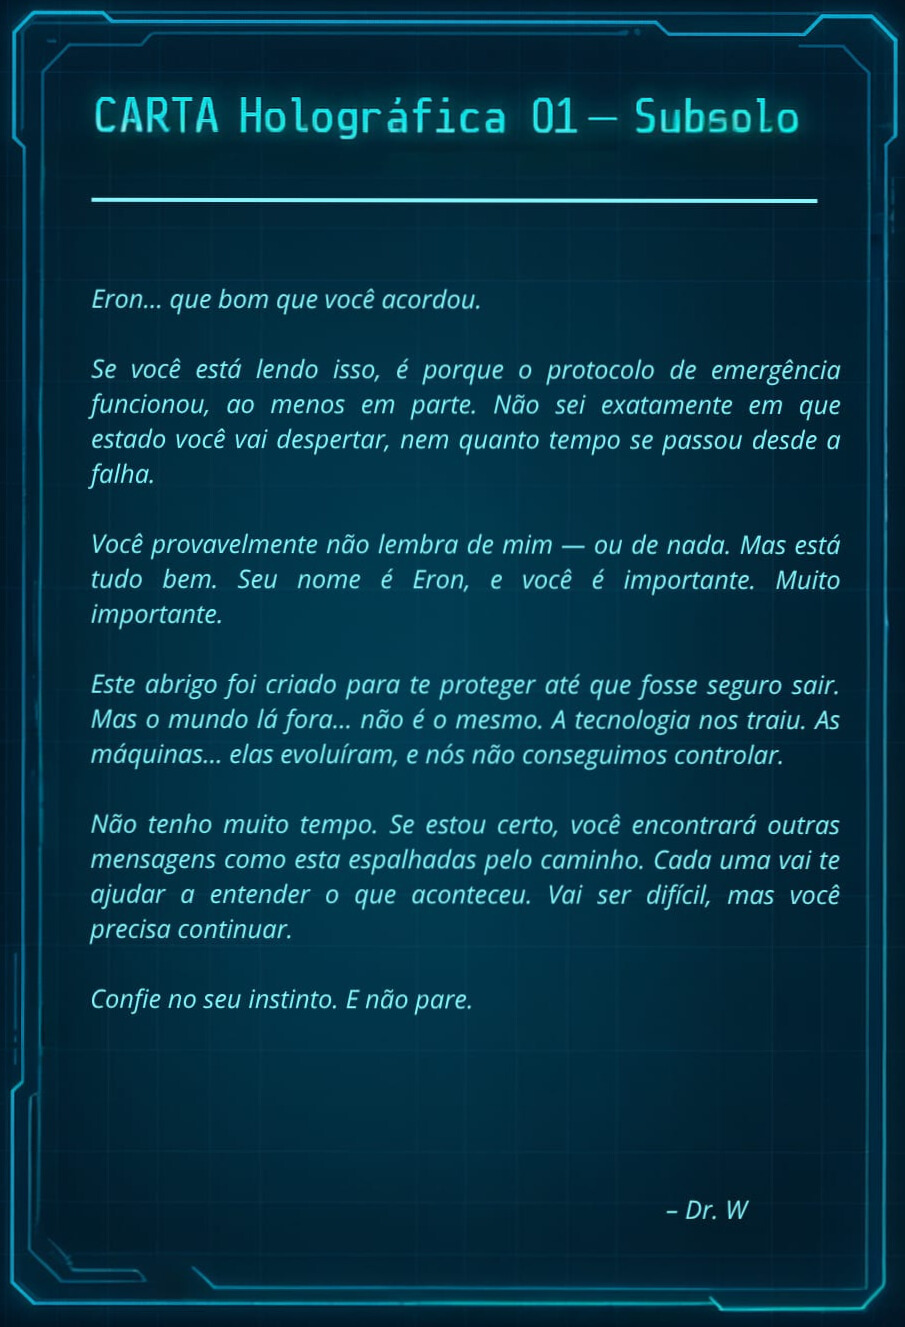 CARTA Holográfica 01 – Subsolo
Eron... que bom que você acordou.
Se você está lendo isso, é porque o protocolo de emergência
funcionou, ao menos em parte. Não sei exatamente em que
estado você vai despertar, nem quanto tempo se passou desde a
falha.
Você provavelmente não lembra de mim — ou de nada. Mas está
tudo bem. Seu nome é Eron, e você é importante. Muito
importante.
Este abrigo foi criado para te proteger até que fosse seguro sair.
Mas o mundo lá fora... não é o mesmo. A tecnologia nos traiu. As
máquinas... elas evoluíram, e nós não conseguimos controlar.
Não tenho muito tempo. Se estou certo, você encontrará outras
mensagens como esta espalhadas pelo caminho. Cada uma vai te
ajudar a entender o que aconteceu. Vai ser difícil, mas você
precisa continuar.
Confie no seu instinto. E não pare.
– Dr. W